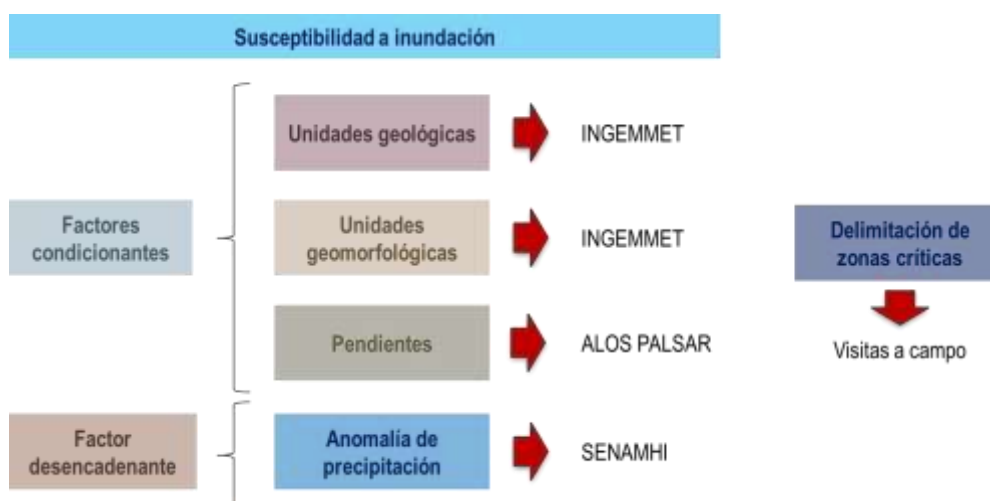 Susceptibilidad a inundación
Factores
condicionantes
Unidades geológicas
INGEMMET
Unidades
geomorfológicas
INGEMMET
Pendientes
ALOS PALSAR
Factor
desencadenante
Anomalía de
precipitación
SENAMHI
Delimitación de
zonas críticas
Visitas a campo